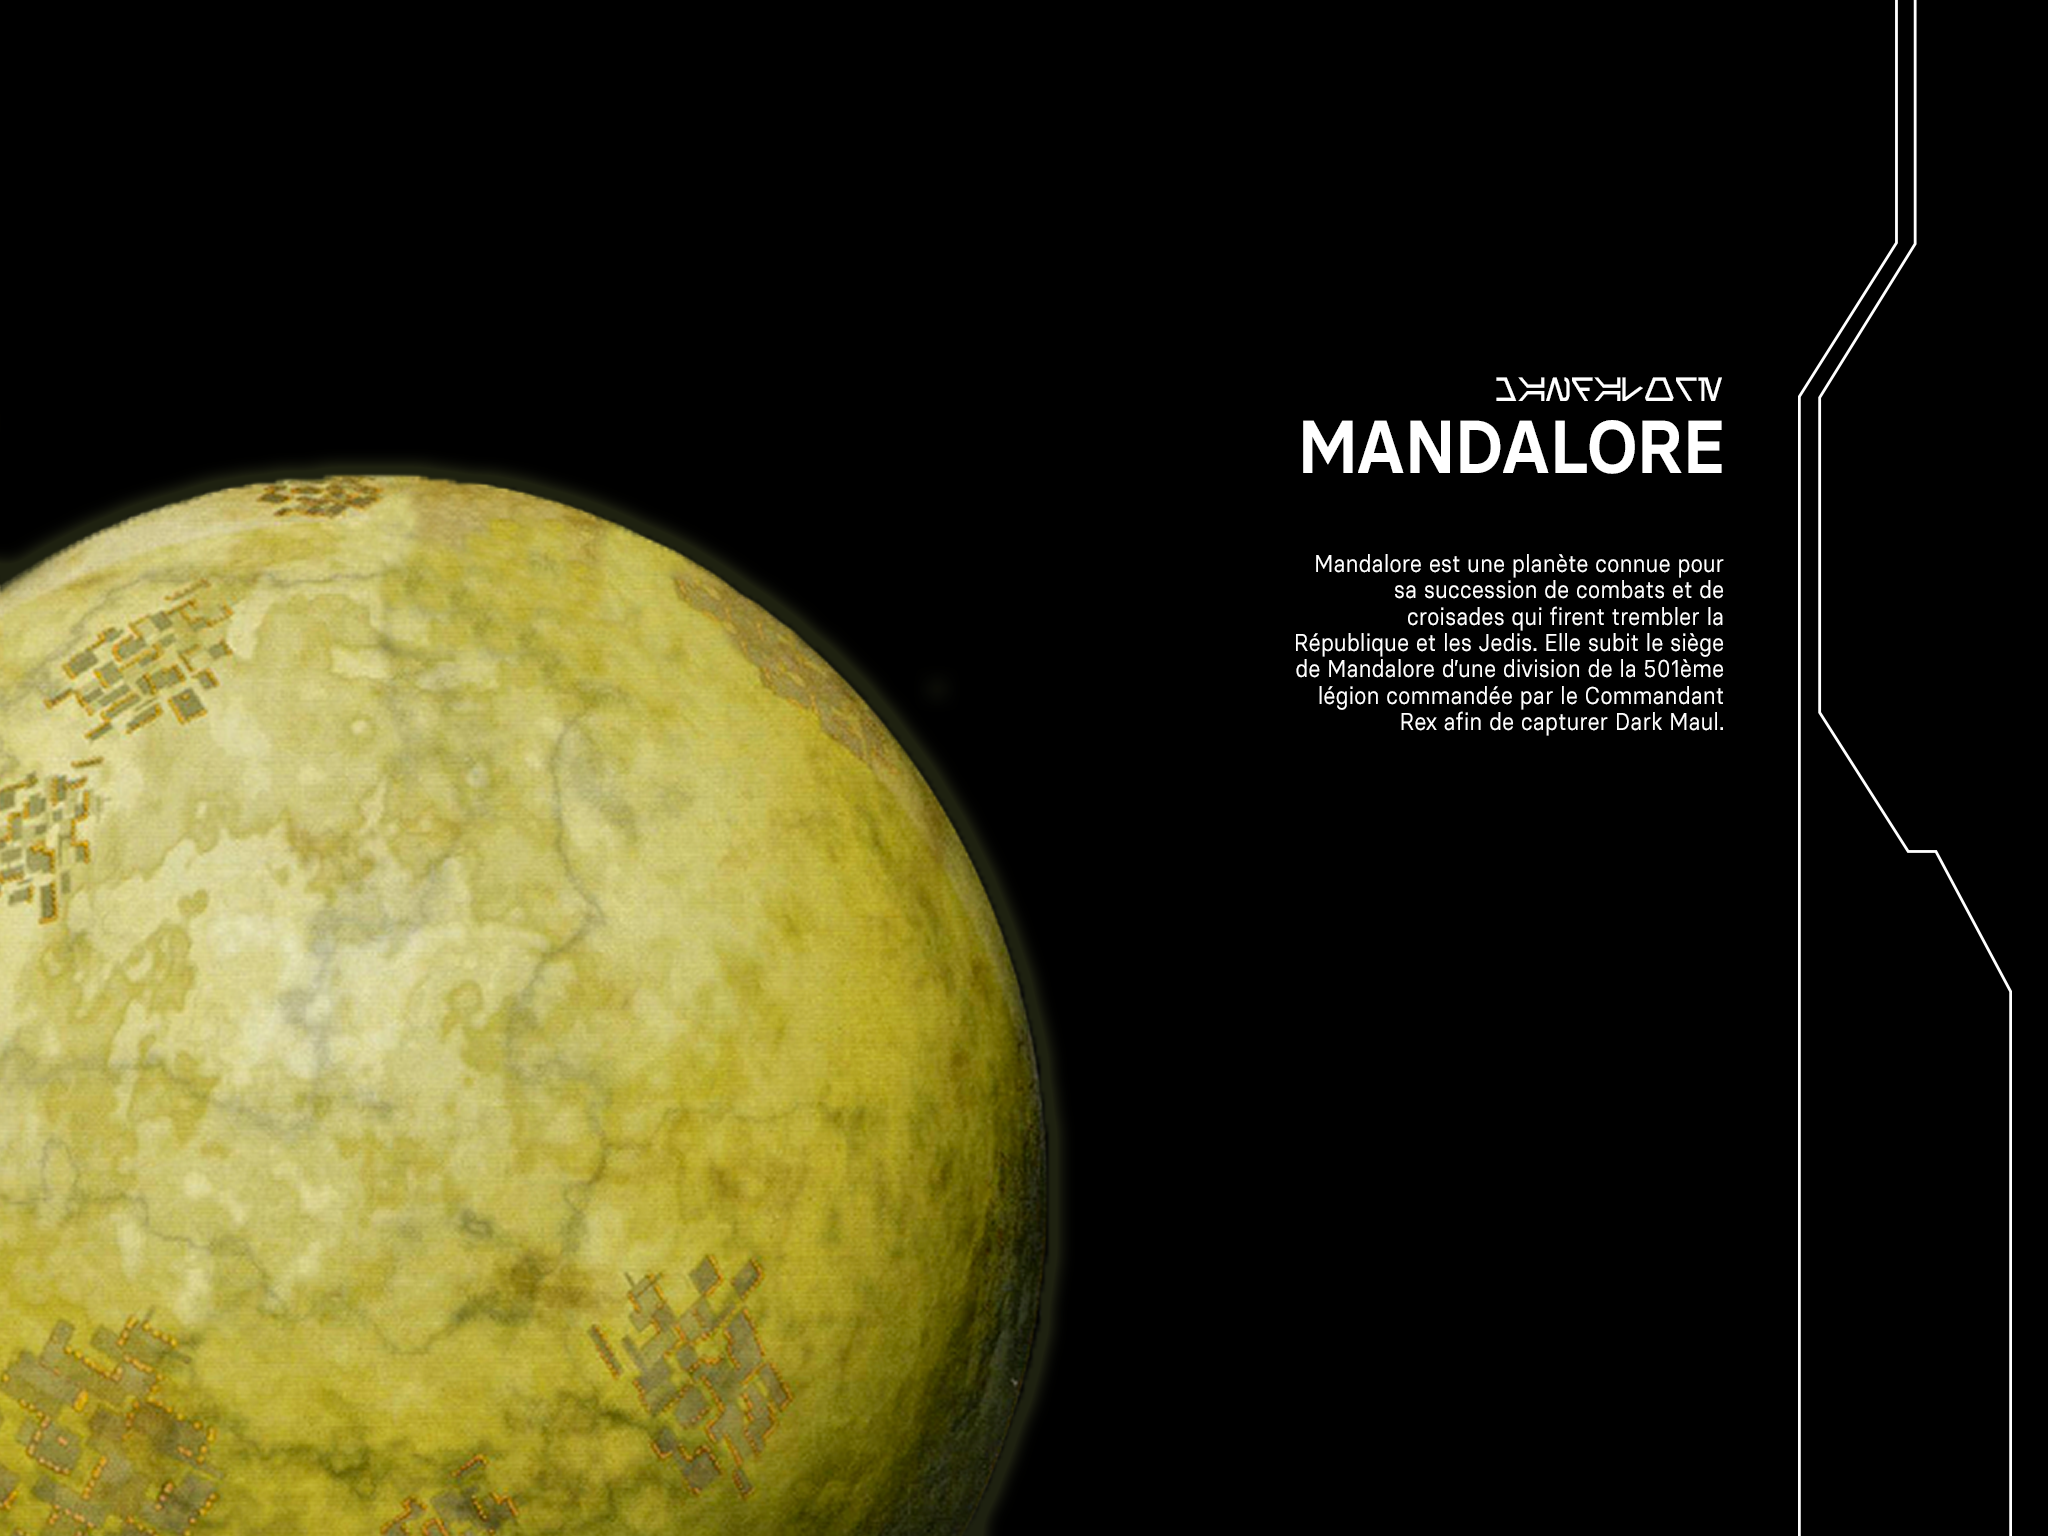 MANDALORE
Mandalore est une planète connue pour
sa succession de combats et de
croisades qui firent trembler la
République et les Jedis. Elle subit le siège
de Mandalore d'une division de la 501ème
légion commandée par le Commandant
Rex afin de capturer Dark Maul.